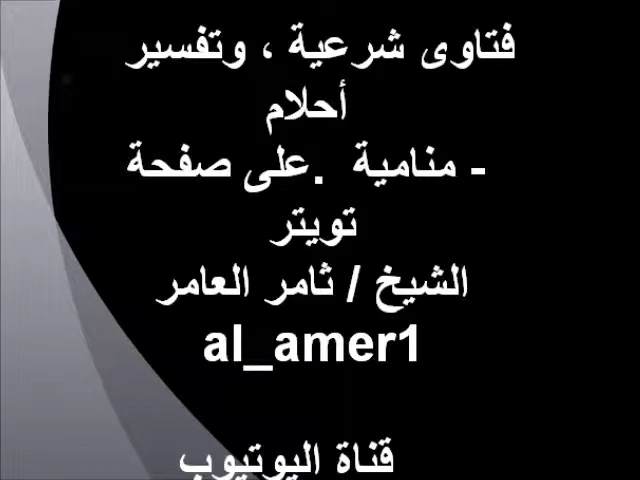 فتاوى شرعية ، وتفسير
أحلام
- منامية .على صفحة
تويتر
الشيخ / ثامر العامر
al_amer1
قناة اليوتيوب